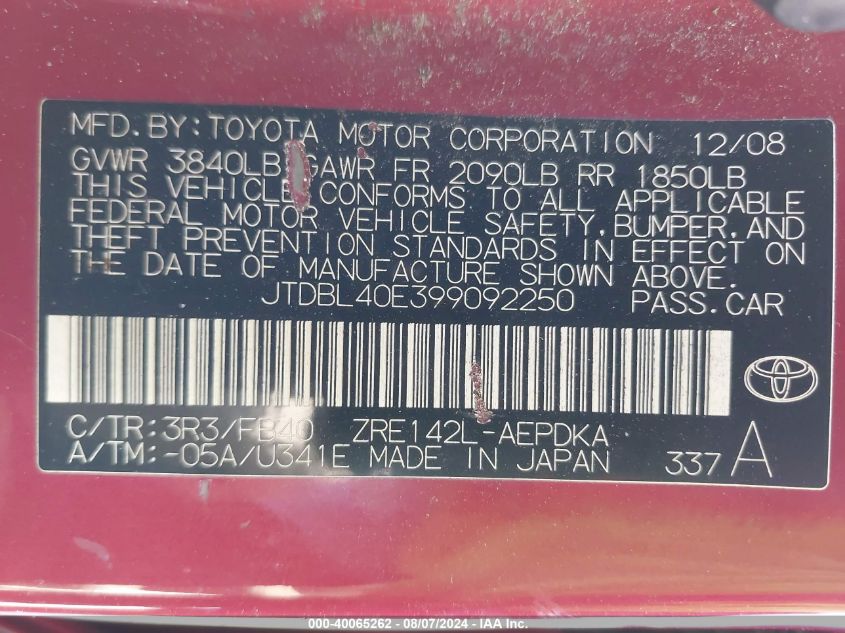 MFD. BY: TOYOTA MOTOR CORPORATION 12/08
GVWR 3840LB GAWR FR 2090LB RR 1850LB
THIS VEHICLE CONFORMS TO ALL APPLICABLE
FEDERAL MOTOR VEHICLE SAFETY, BUMPER, AND
THEFT PREVENTION STANDARDS IN EFFECT ON
THE DATE OF MANUFACTURE SHOWN ABOVE.
JTDBL40E399092250 PASS. CAR
C/TR: 3R3/FB40 ZRE142L-AEPDKA
A/TM: -05A/U341E MADE IN JAPAN 337 A
000-40065262 - 08/07/2024 - IAA Inc.